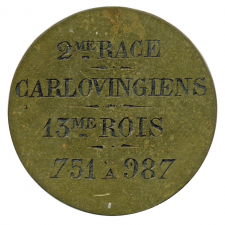 2ME RACE
CARLOVINGIENS
13ME ROIS
751 A 987